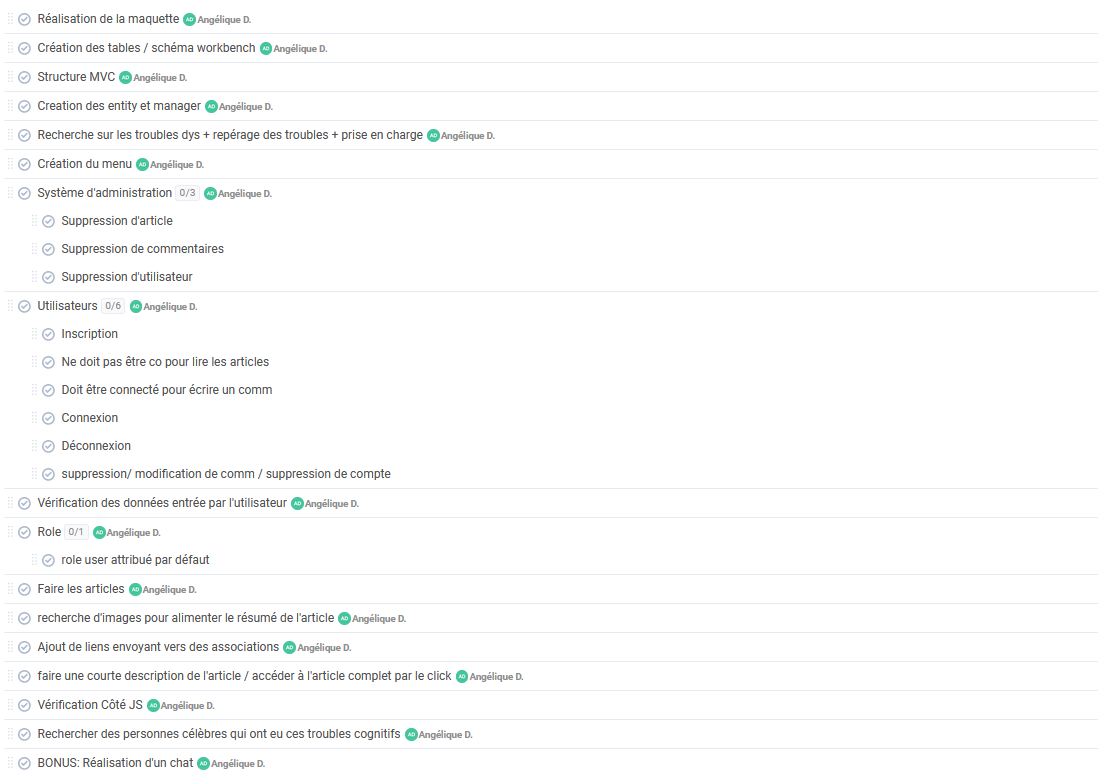 Réalisation de la maquette AD Angélique D.
Création des tables / schéma workbench AD Angélique D.
Structure MVC AD Angélique D.
Creation des entity et manager AD Angélique D.
Recherche sur les troubles dys + repérage des troubles + prise en charge AD Angélique D.
Création du menu AD Angélique D.
Système d'administration 0/3 AD Angélique D.
Suppression d'article
Suppression de commentaires
Suppression d'utilisateur
Utilisateurs 0/6 AD Angélique D.
Inscription
Ne doit pas être co pour lire les articles
Doit être connecté pour écrire un comm
Connexion
Déconnexion
suppression/ modification de comm / suppression de compte
Vérification des données entrée par l'utilisateur AD Angélique D.
Role 0/1 AD Angélique D.
role user attribué par défaut
Faire les articles AD Angélique D.
recherche d'images pour alimenter le résumé de l'article AD Angélique D.
Ajout de liens envoyant vers des associations AD Angélique D.
faire une courte description de l'article / accéder à l'article complet par le click AD Angélique D.
Vérification Côté JS AD Angélique D.
Rechercher des personnes célèbres qui ont eu ces troubles cognitifs AD Angélique D.
BONUS: Réalisation d'un chat AD Angélique D.